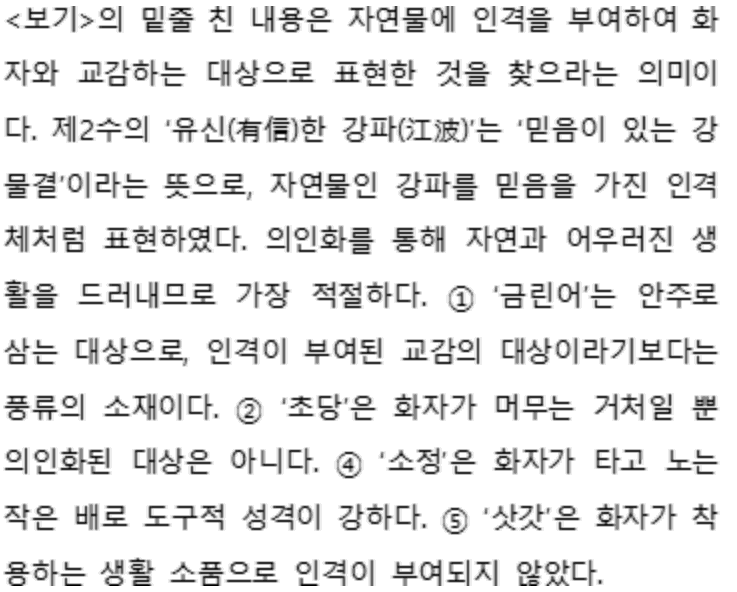 <보기>의 밑줄 친 내용은 자연물에 인격을 부여하여 화
자와 교감하는 대상으로 표현한 것을 찾으라는 의미이
다. 제2수의 ‘유신(有信)한 강파(江波)’는 ‘믿음이 있는 강
물결’이라는 뜻으로, 자연물인 강파를 믿음을 가진 인격
체처럼 표현하였다. 의인화를 통해 자연과 어우러진 생
활을 드러내므로 가장 적절하다. ① ‘금린어’는 안주로
삼는 대상으로, 인격이 부여된 교감의 대상이라기보다는
풍류의 소재이다. ② ‘초당’은 화자가 머무는 거처일 뿐
의인화된 대상은 아니다. ④ ‘소정’은 화자가 타고 노는
작은 배로 도구적 성격이 강하다. ⑤ ‘삿갓’은 화자가 착
용하는 생활 소품으로 인격이 부여되지 않았다.